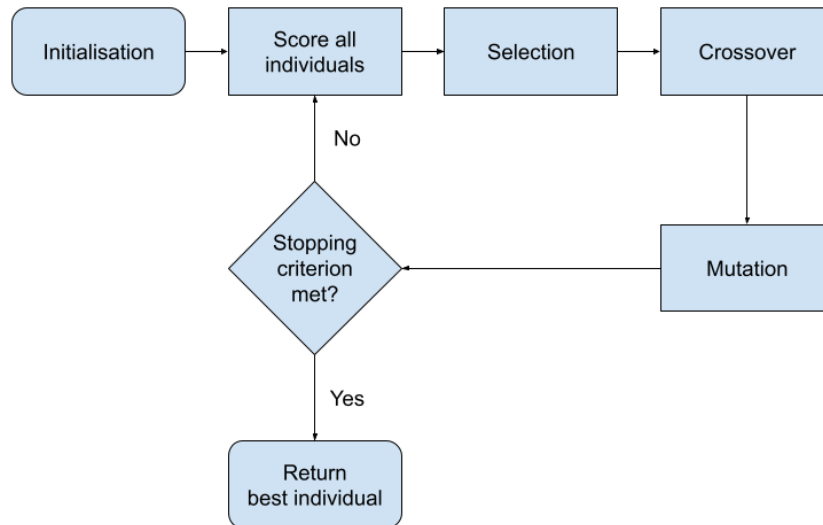 Initialisation
Score all
individuals
Selection
Crossover
No
Stopping
criterion
met?
Mutation
Yes
Return
best individual